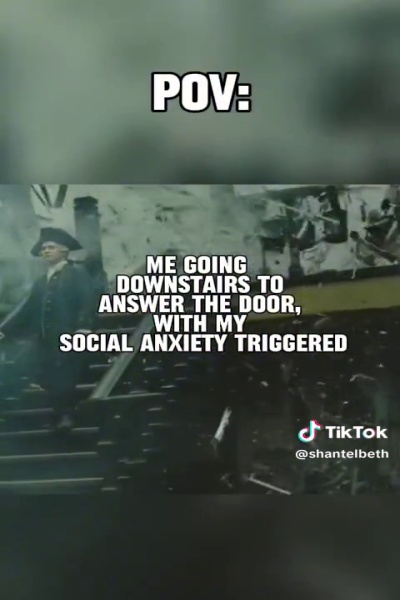 POV:
ME GOING
DOWNSTAIRS TO
ANSWER THE DOOR,
WITH MY
SOCIAL ANXIETY TRIGGERED
TikTok
@shantelbeth